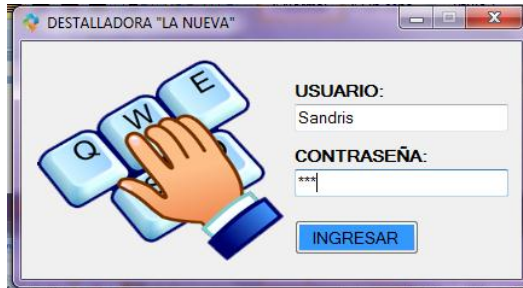 DESTALLADORA "LA NUEVA"
Q W E
USUARIO:
Sandris
CONTRASEÑA:
***
INGRESAR